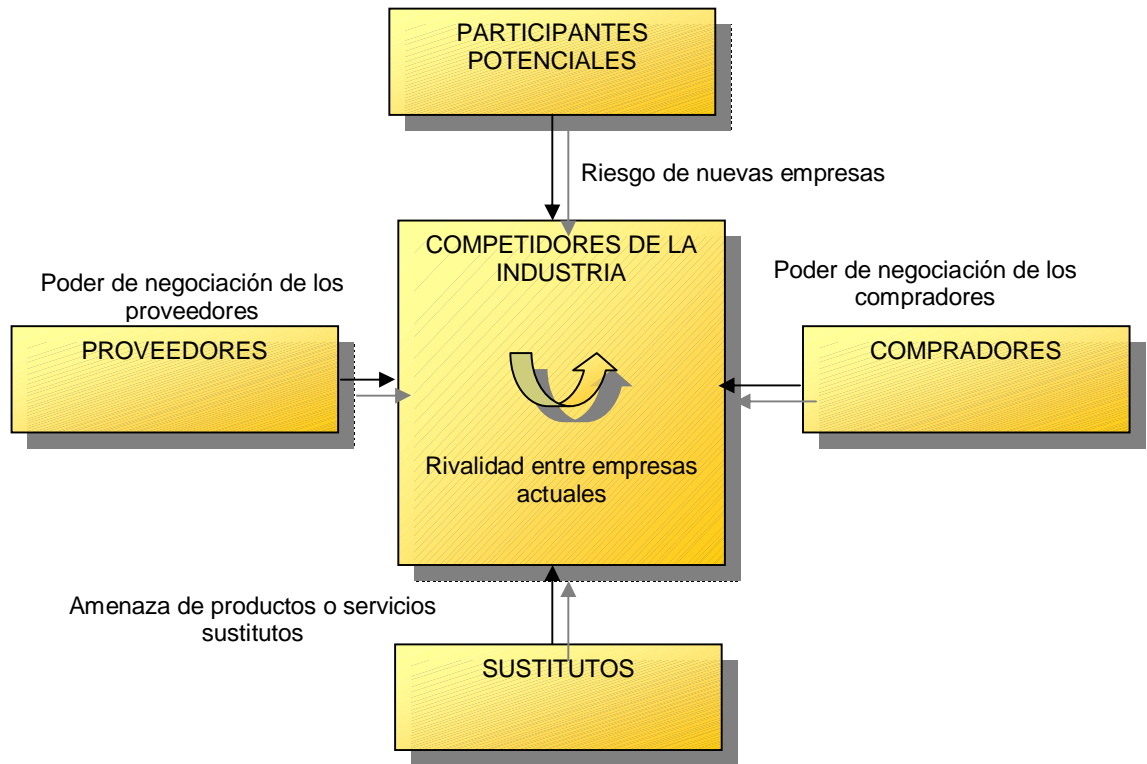 PARTICIPANTES
POTENCIALES
Riesgo de nuevas empresas
COMPETIDORES DE LA
INDUSTRIA
Poder de negociación de los
proveedores
PROVEEDORES
Poder de negociación de los
compradores
COMPRADORES
Rivalidad entre empresas
actuales
Amenaza de productos o servicios
sustitutos
SUSTITUTOS